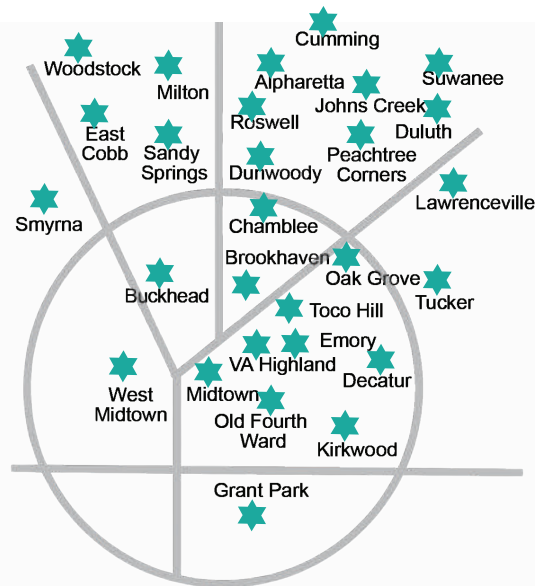 Cumming
Woodstock
Milton
Alpharetta
Suwanee
Johns Creek
East
Cobb
Roswell
Duluth
Sandy
Springs
Dunwoody
Peachtree
Corners
Lawrenceville
Smyrna
Chamblee
Brookhaven
Buckhead
Oak Grove
Tucker
Toco Hill
Emory
VA Highland
Decatur
West
Midtown
Midtown
Old Fourth
Ward
Kirkwood
Grant Park